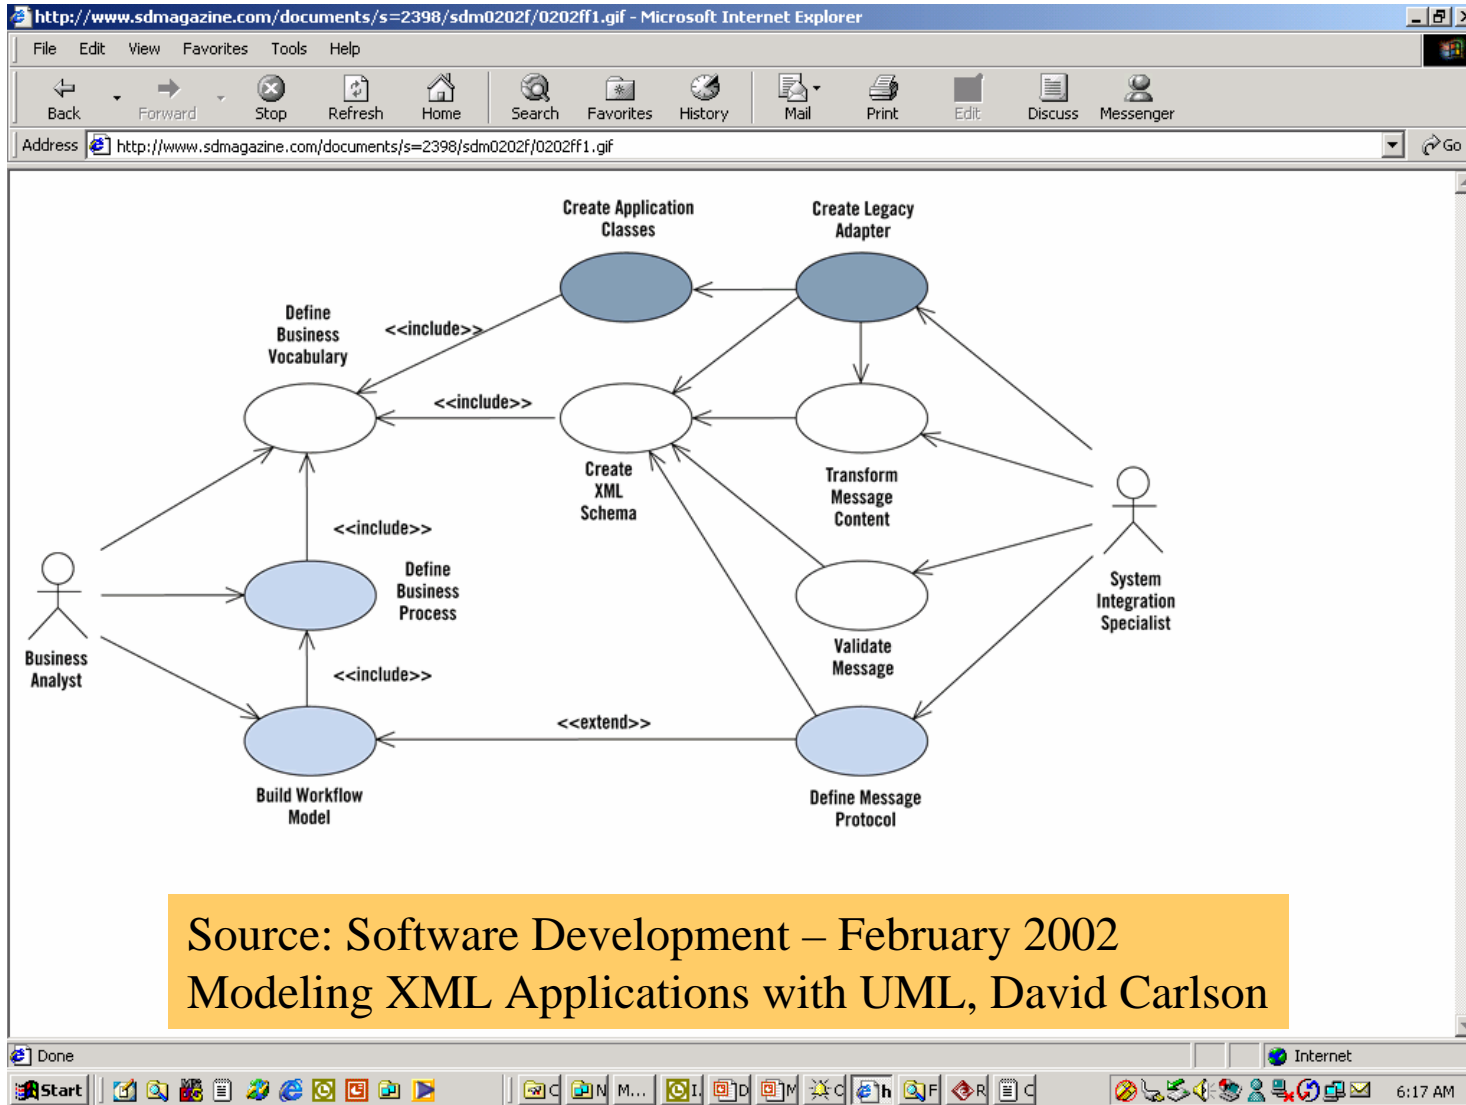 http://www.sdmagazine.com/documents/s=2398/sdm0202f/0202ff1.gif - Microsoft Internet Explorer
File Edit View Favorites Tools Help
Back Forward Stop Refresh Home Search Favorites History Mail Print Edit Discuss Messenger
Address http://www.sdmagazine.com/documents/s=2398/sdm0202f/0202ff1.gif Go
Create Application
Classes
Create Legacy
Adapter
Define
Business
Vocabulary
<<include>>
<<include>>
Create
XML
Schema
Transform
Message
Content
<<include>>
Define
Business
Process
System
Integration
Specialist
Business
Analyst
Validate
Message
<<include>>
<<extend>>
Build Workflow
Model
Define Message
Protocol
Source: Software Development – February 2002
Modeling XML Applications with UML, David Carlson
Done Internet
Start C N M... I. D M C h F R C 6:17 AM